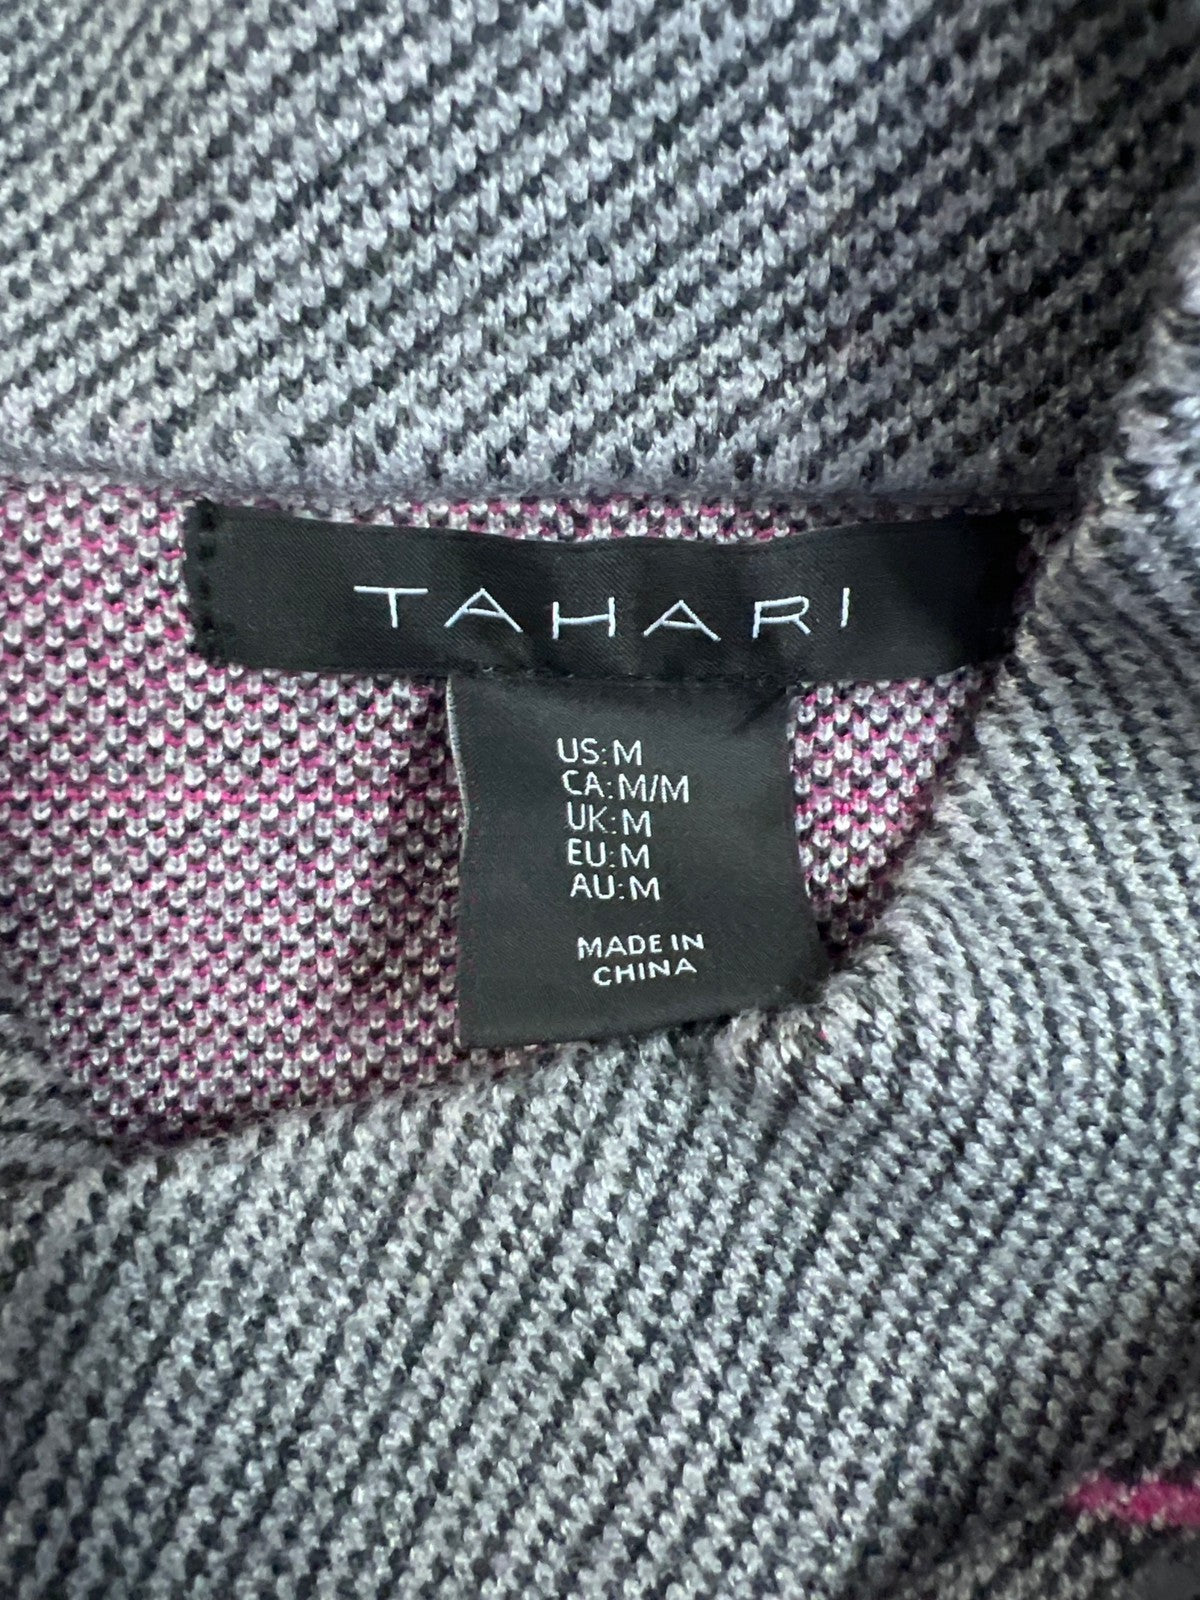 TAHARI
US: M
CA: M/M
UK: M
EU: M
AU: M
MADE IN
CHINA